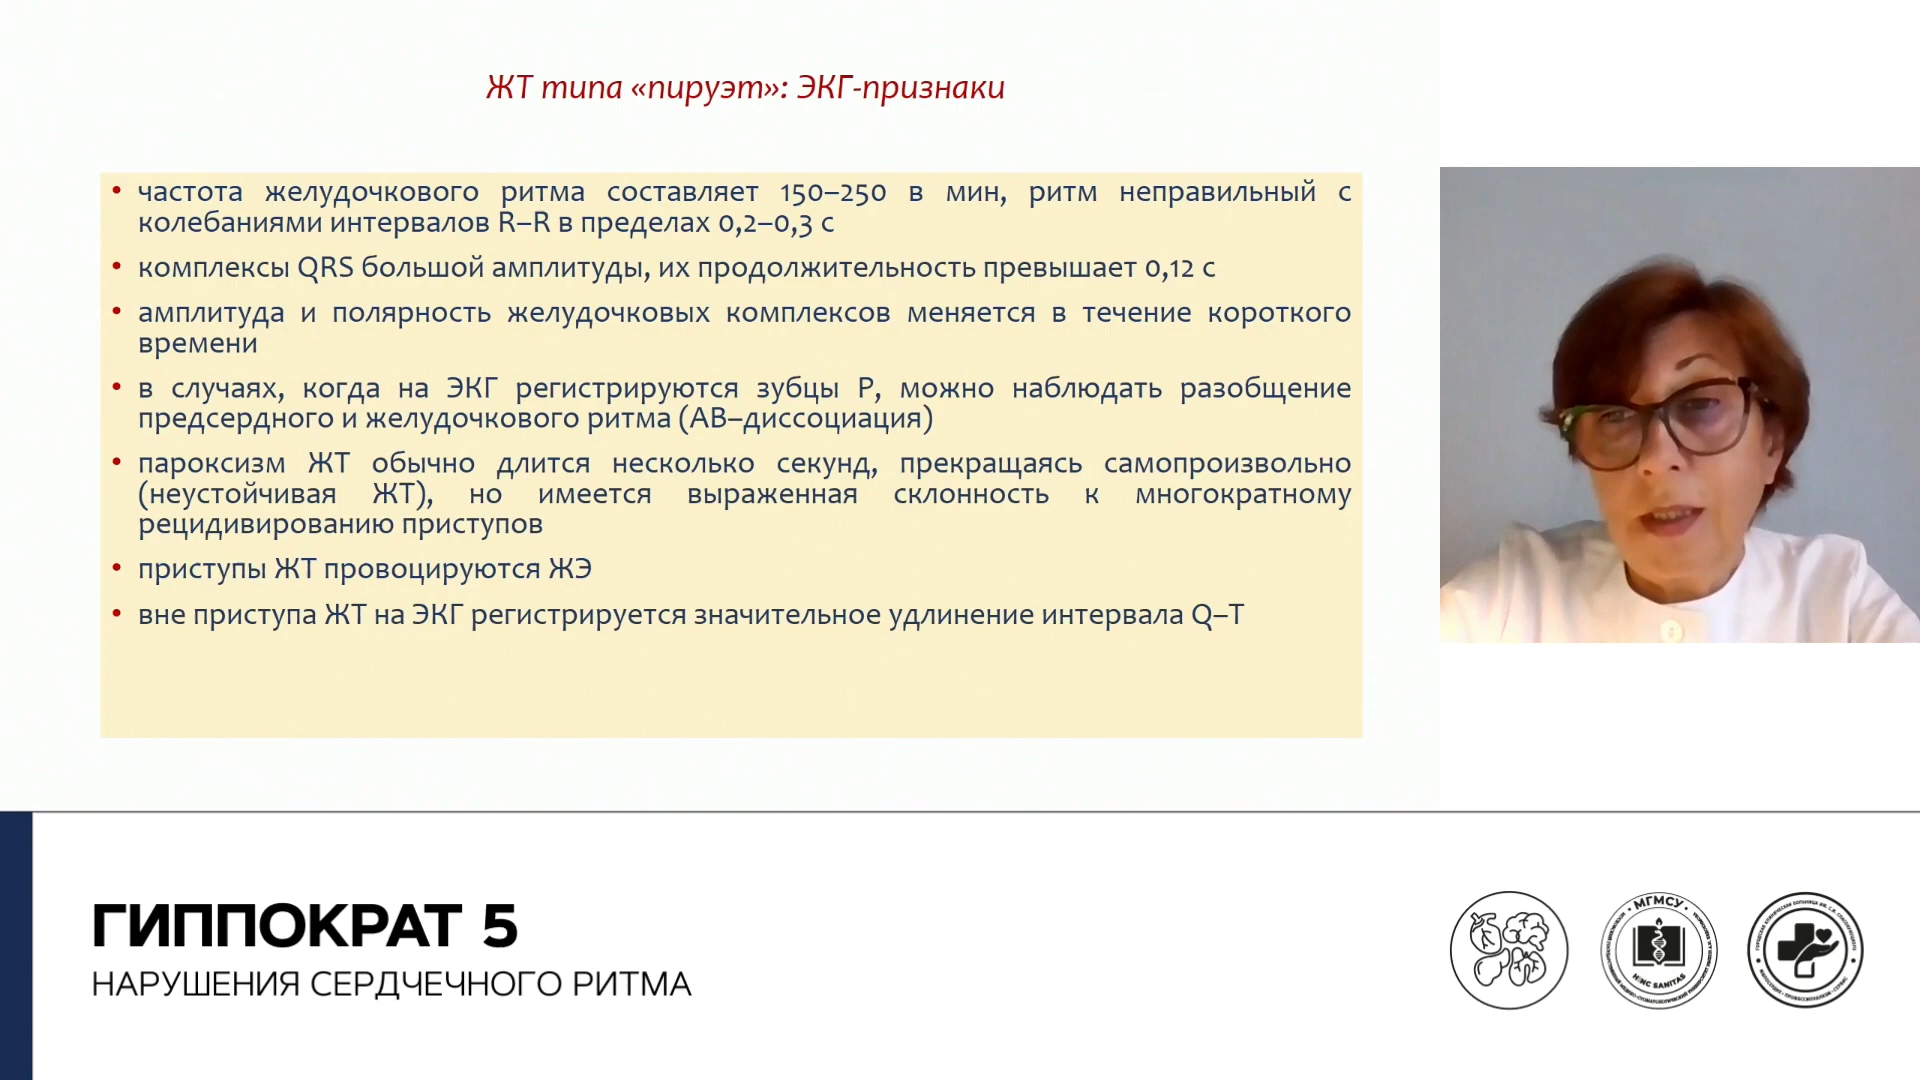 ЖТ типа «пируэт»: ЭКГ-признаки
• частота желудочкового ритма составляет 150–250 в мин, ритм неправильный с
колебаниями интервалов R–R в пределах 0,2–0,3 с
• комплексы QRS большой амплитуды, их продолжительность превышает 0,12 с
• амплитуда и полярность желудочковых комплексов меняется в течение короткого
времени
• в случаях, когда на ЭКГ регистрируются зубцы Р, можно наблюдать разобщение
предсердного и желудочкового ритма (АВ–диссоциация)
• пароксизм ЖТ обычно длится несколько секунд, прекращаясь самопроизвольно
(неустойчивая ЖТ), но имеется выраженная склонность к многократному
рецидивированию приступов
• приступы ЖТ провоцируются ЖЭ
• вне приступа ЖТ на ЭКГ регистрируется значительное удлинение интервала Q–T
ГИППОКРАТ 5
НАРУШЕНИЯ СЕРДЧЕЧНОГО РИТМА
МГМСУ
SANITAS